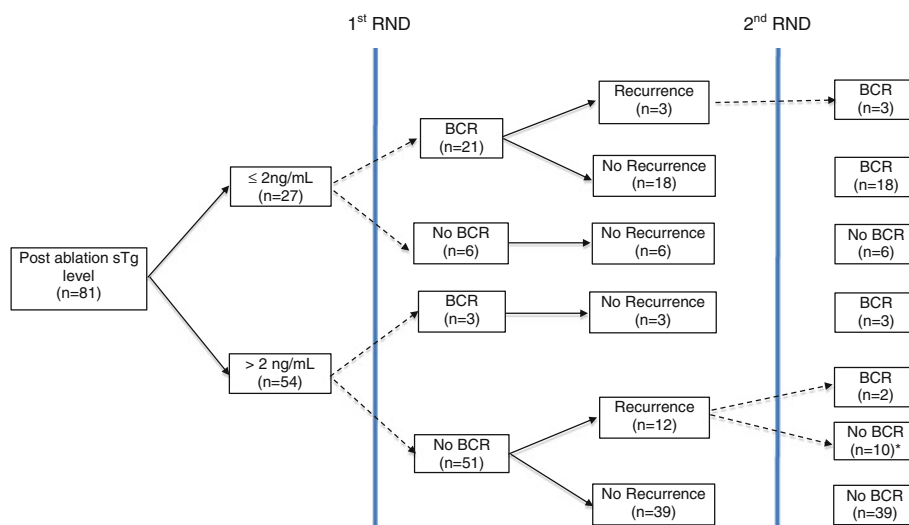 1st RND
2nd RND
Post ablation sTg
level
(n=81)
≤ 2ng/mL
(n=27)
> 2 ng/mL
(n=54)
BCR
(n=21)
No BCR
(n=6)
BCR
(n=3)
No BCR
(n=51)
Recurrence
(n=3)
No Recurrence
(n=18)
No Recurrence
(n=6)
No Recurrence
(n=3)
Recurrence
(n=12)
No Recurrence
(n=39)
BCR
(n=3)
BCR
(n=18)
No BCR
(n=6)
BCR
(n=3)
BCR
(n=2)
No BCR
(n=10)*
No BCR
(n=39)